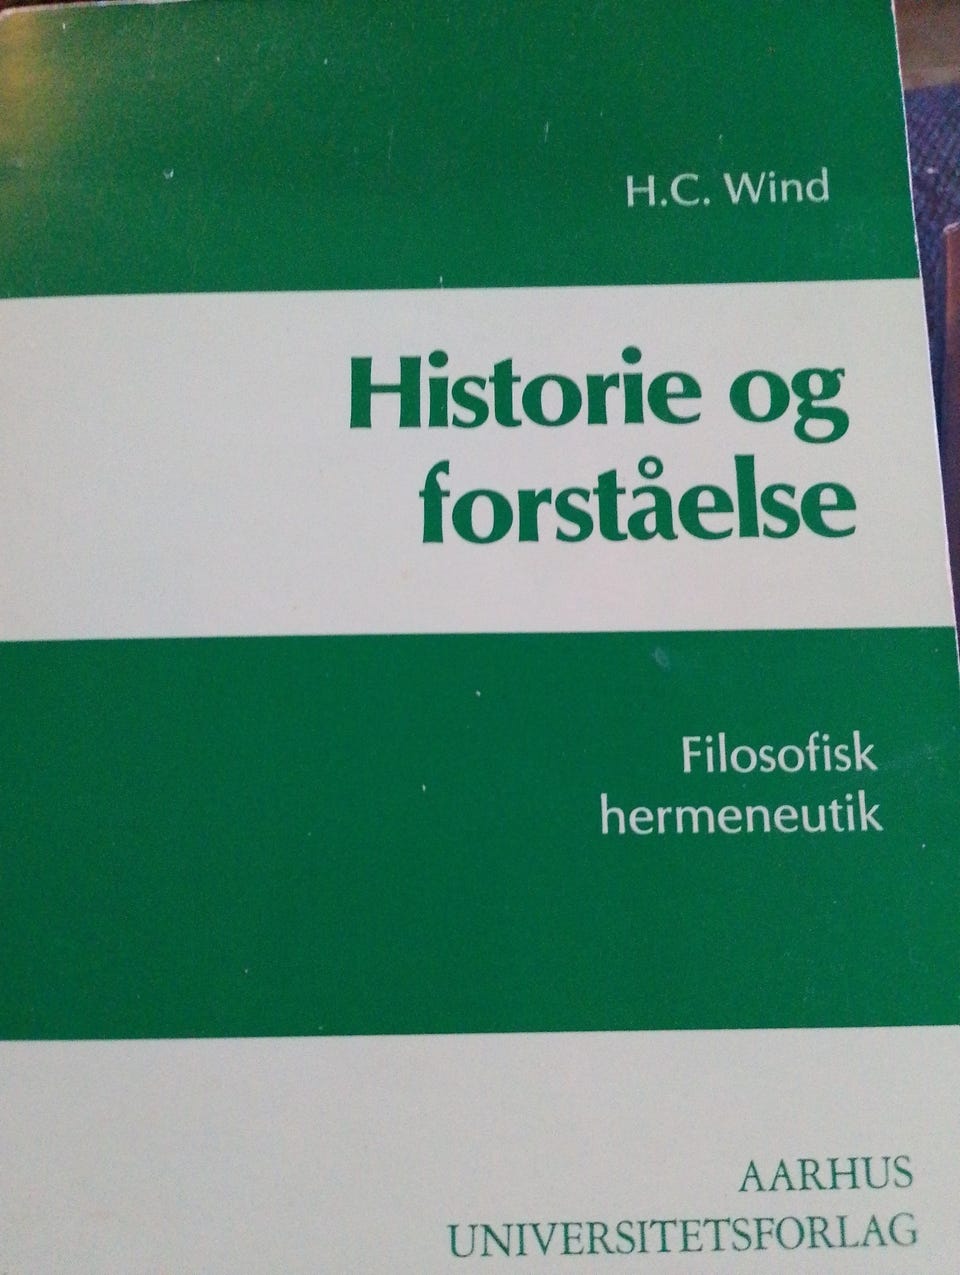 H.C. Wind
Historie og
forståelse
Filosofisk
hermeneutik
AARHUS
UNIVERSITETSFORLAG